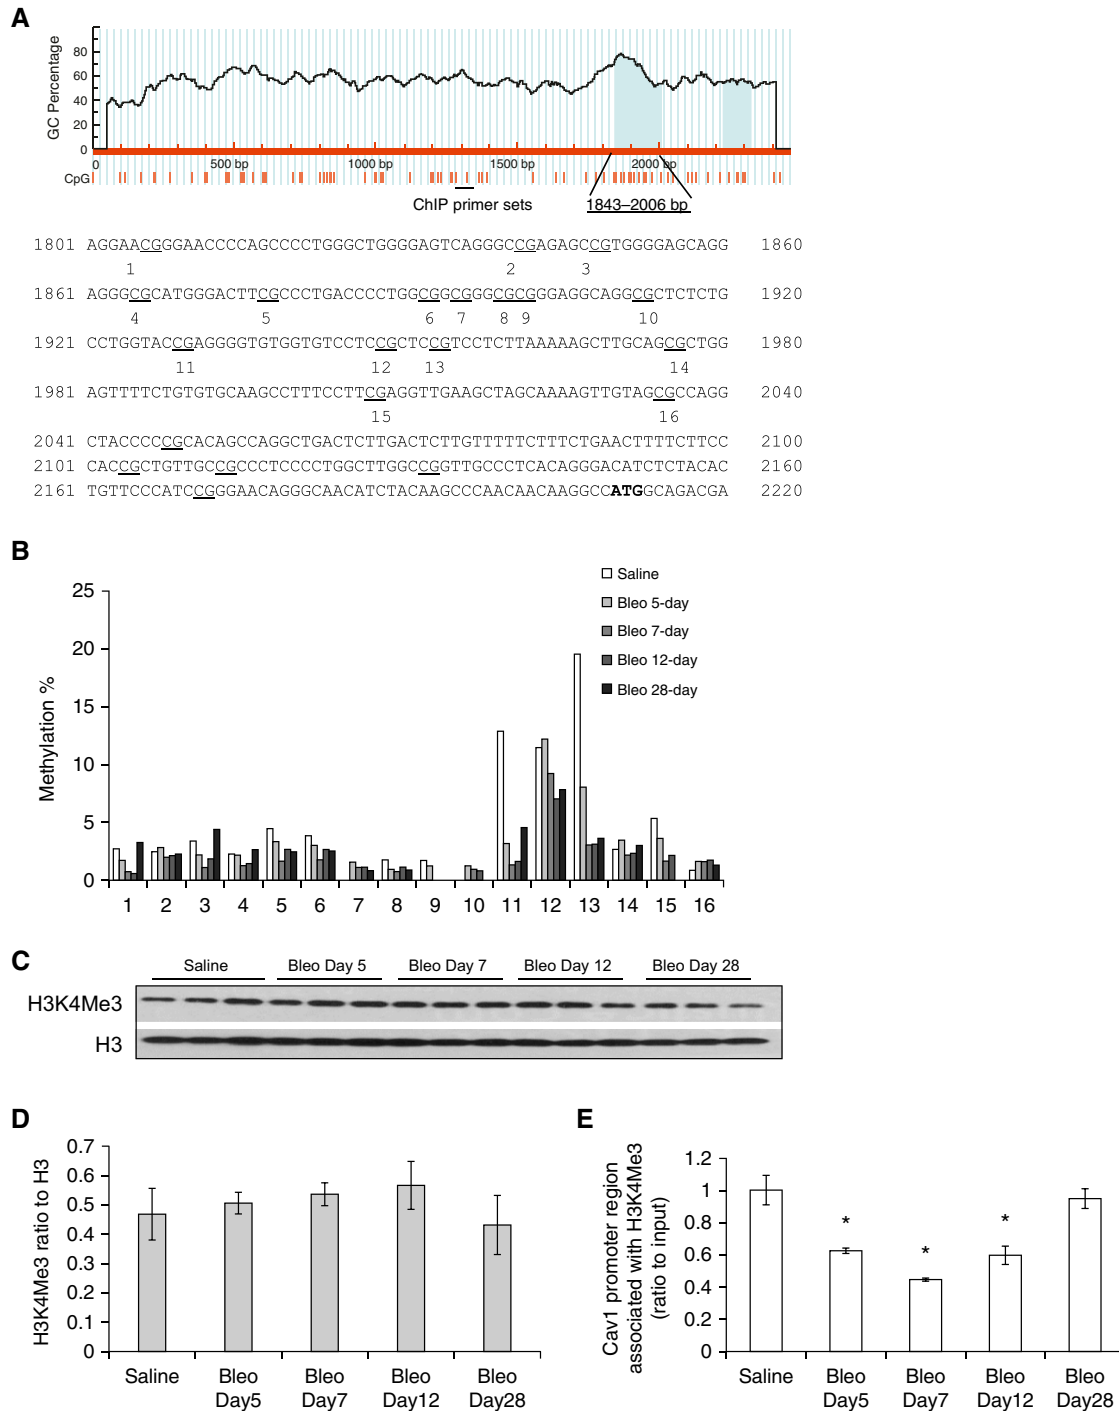 A
GC Percentage
80
60
40
20
0
0 500 bp 1000 bp 1500 bp 2000 bp
CpG
ChIP primer sets 1843–2006 bp
1801 AGGAACGGGAACCCCAGCCCCTGGGCTGGGGAGTCAGGGCCGAGAGCCGTGGGGAGCAGG 1860
1 2 3
1861 AGGGCGCATGGGACTTCGCCCTGACCCCTGGCGGCGGGCGCGGGAGGCAGGCGCTCTCTG 1920
4 5 6 7 8 9 10
1921 CCTGGTACCGAGGGGTGTGGTGTCCTCCGCTCCGTCCTCTTAAAAAGCTTGCAGCGCTGG 1980
11 12 13 14
1981 AGTTTTCTGTGTGCAAGCCTTTCCTTCGAGGTTGAAGCTAGCAAAAGTTGTAGCGCCAGG 2040
15 16
2041 CTACCCCCGCACAGCCAGGCTGACTCTTGACTCTTGTTTTTCTTTCTGAACTTTTCTTCC 2100
2101 CACCGCTGTTGCCGCCCTCCCCTGGCTTGGCCGGTTGCCCTCACAGGGACATCTCTACAC 2160
2161 TGTTCCCATCCGGGAACAGGGCAACATCTACAAGCCCAACAACAAGGCCATGGCAGACGA 2220
B
Methylation %
25
20
15
10
5
0
Saline
Bleo 5-day
Bleo 7-day
Bleo 12-day
Bleo 28-day
1 2 3 4 5 6 7 8 9 10 11 12 13 14 15 16
C
Saline Bleo Day 5 Bleo Day 7 Bleo Day 12 Bleo Day 28
H3K4Me3
H3
D
H3K4Me3 ratio to H3
0.7
0.6
0.5
0.4
0.3
0.2
0.1
0
Saline Bleo Day5 Bleo Day7 Bleo Day12 Bleo Day28
E
Cav1 promoter region
associated with H3K4Me3
(ratio to input)
1.2
1
0.8
0.6
0.4
0.2
0
* * *
Saline Bleo Day5 Bleo Day7 Bleo Day12 Bleo Day28